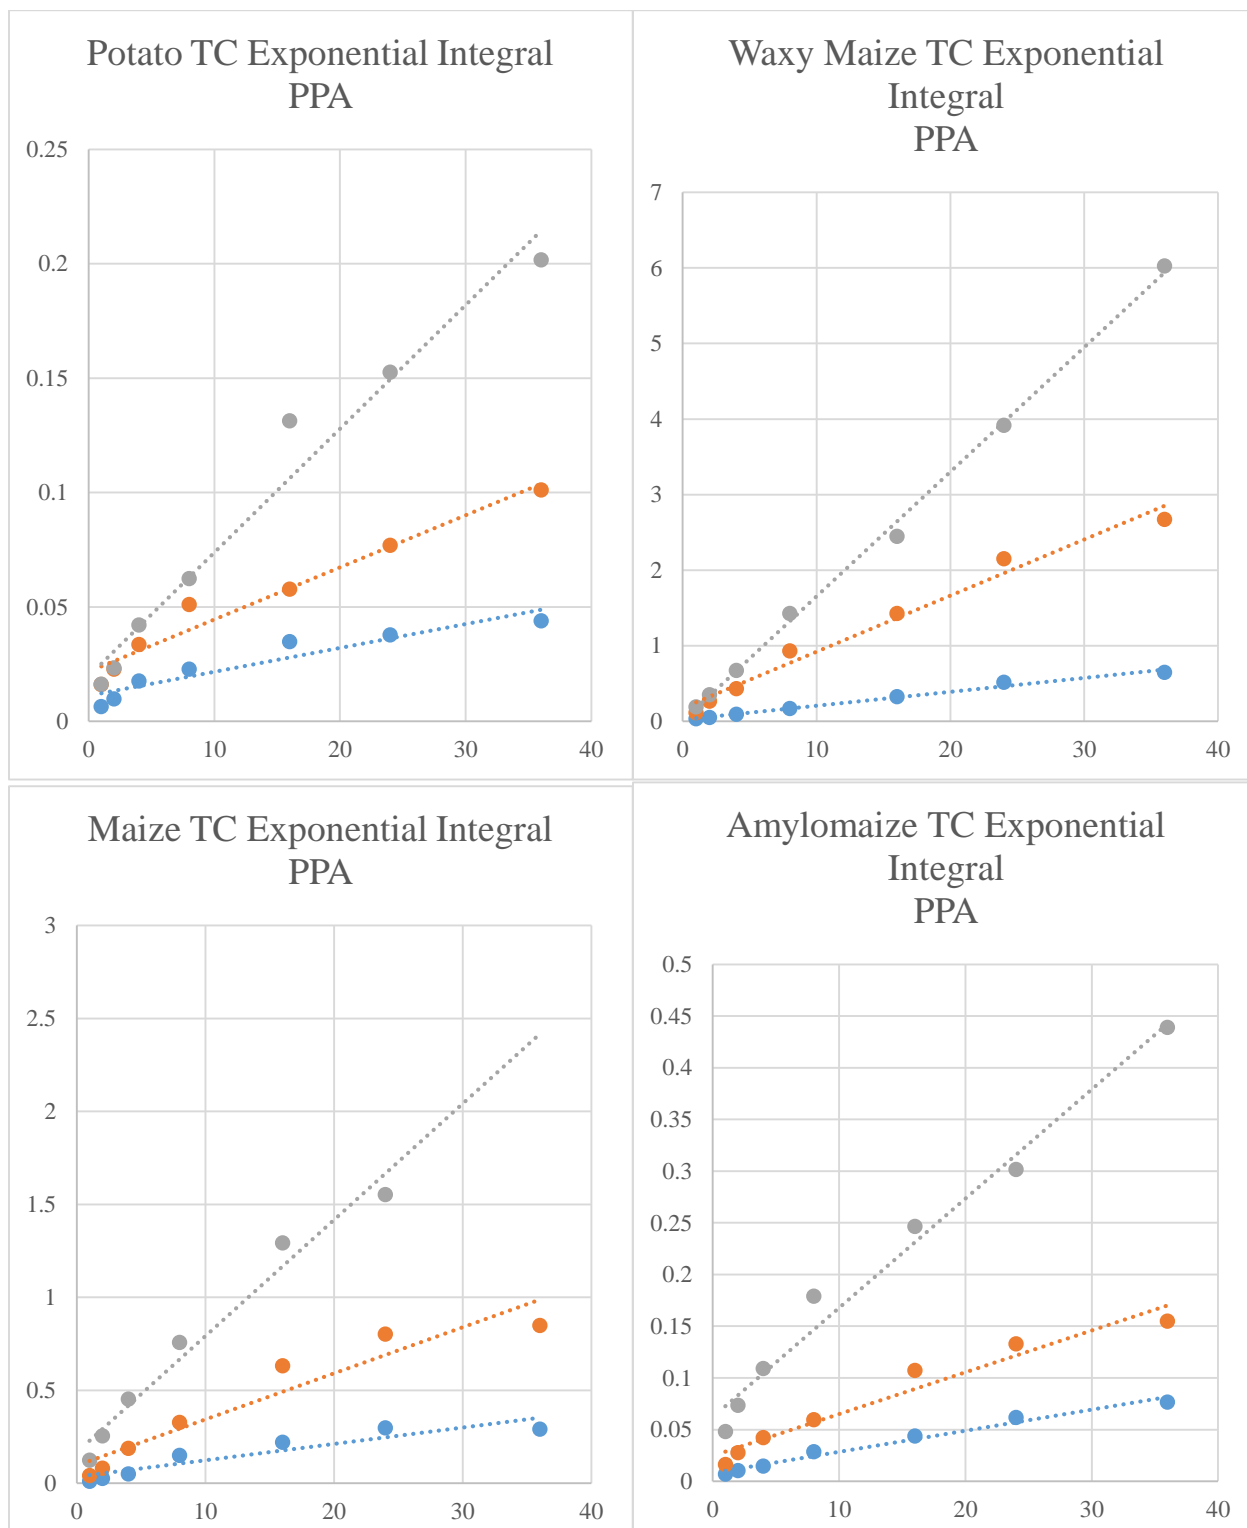 Potato TC Exponential Integral
PPA
0.25
0.2
0.15
0.1
0.05
0
0 10 20 30 40
Waxy Maize TC Exponential
Integral
PPA
7
6
5
4
3
2
1
0
0 10 20 30 40
Maize TC Exponential Integral
PPA
3
2.5
2
1.5
1
0.5
0
0 10 20 30 40
Amylomaize TC Exponential
Integral
PPA
0.5
0.45
0.4
0.35
0.3
0.25
0.2
0.15
0.1
0.05
0
0 10 20 30 40